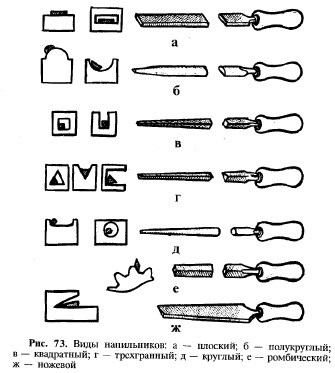 а
б
в
г
д
е
ж
Рис. 73. Виды напильников: а — плоский; б — полукруглый;
в — квадратный; г — трехгранный; д — круглый; е — ромбический;
ж — ножевой